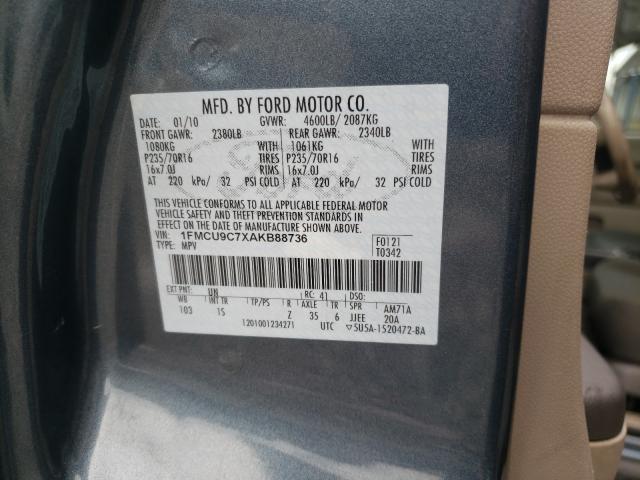 MFD. BY FORD MOTOR CO.
DATE: 01/10 GVWR: 4600LB/ 2087KG
FRONT GAWR: 2380LB REAR GAWR: 2340LB
1080KG WITH 1061KG WITH
P235/70R16 TIRES P235/70R16 TIRES
16x7.0J RIMS 16x7.0J RIMS
AT 220 kPa/ 32 PSI COLD AT 220 kPa/ 32 PSI COLD
THIS VEHICLE CONFORMS TO ALL APPLICABLE FEDERAL MOTOR
VEHICLE SAFETY AND THEFT PREVENTION STANDARDS IN
EFFECT ON THE DATE OF MANUFACTURE SHOWN ABOVE.
VIN: 1FMCU9C7XAKB88736 F0121
TYPE: MPV T0342
EXT PNT: UN RC: 41 DSO:
WB INT TR TP/PS R AXLE TR SPR AM71A
103 IS Z 35 6 JJEE 20A
1201001234271 UTC ▽5U5A-1520472-BA